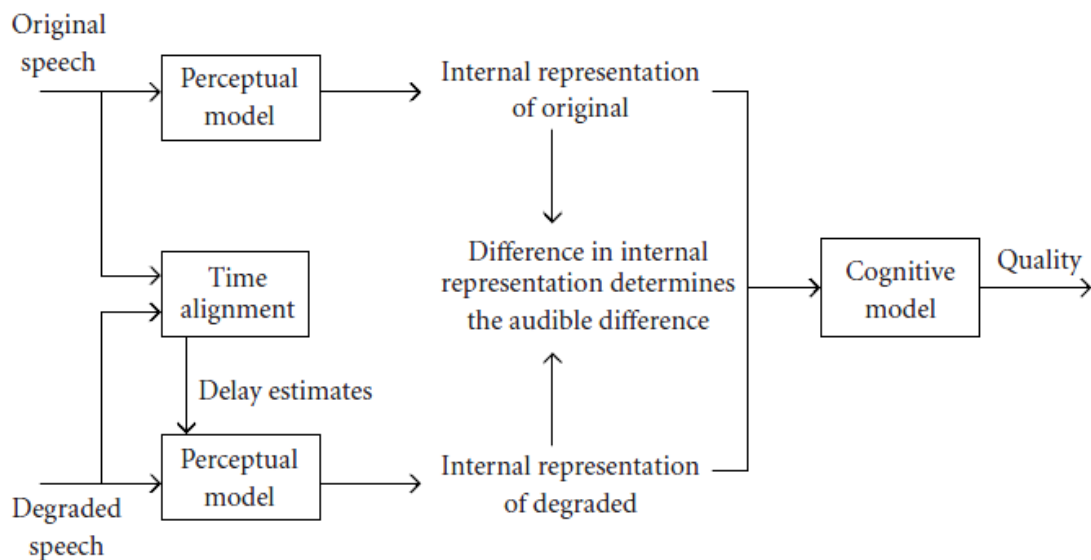 Original
speech
Perceptual
model
Internal representation
of original
Time
alignment
Difference in internal
representation determines
the audible difference
Cognitive
model
Quality
Delay estimates
Perceptual
model
Internal representation
of degraded
Degraded
speech